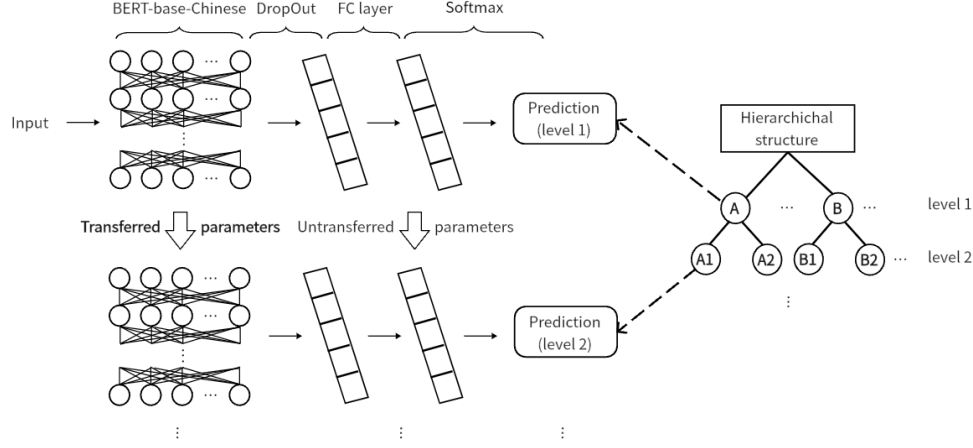 BERT-base-Chinese DropOut FC layer Softmax
...
Input
Prediction
(level 1)
Hierarchichal
structure
...
...
A ... B ... level 1
Transferred parameters Untransferred parameters
A1 A2 B1 B2 ... level 2
...
...
Prediction
(level 2)
...
...
... ... ...